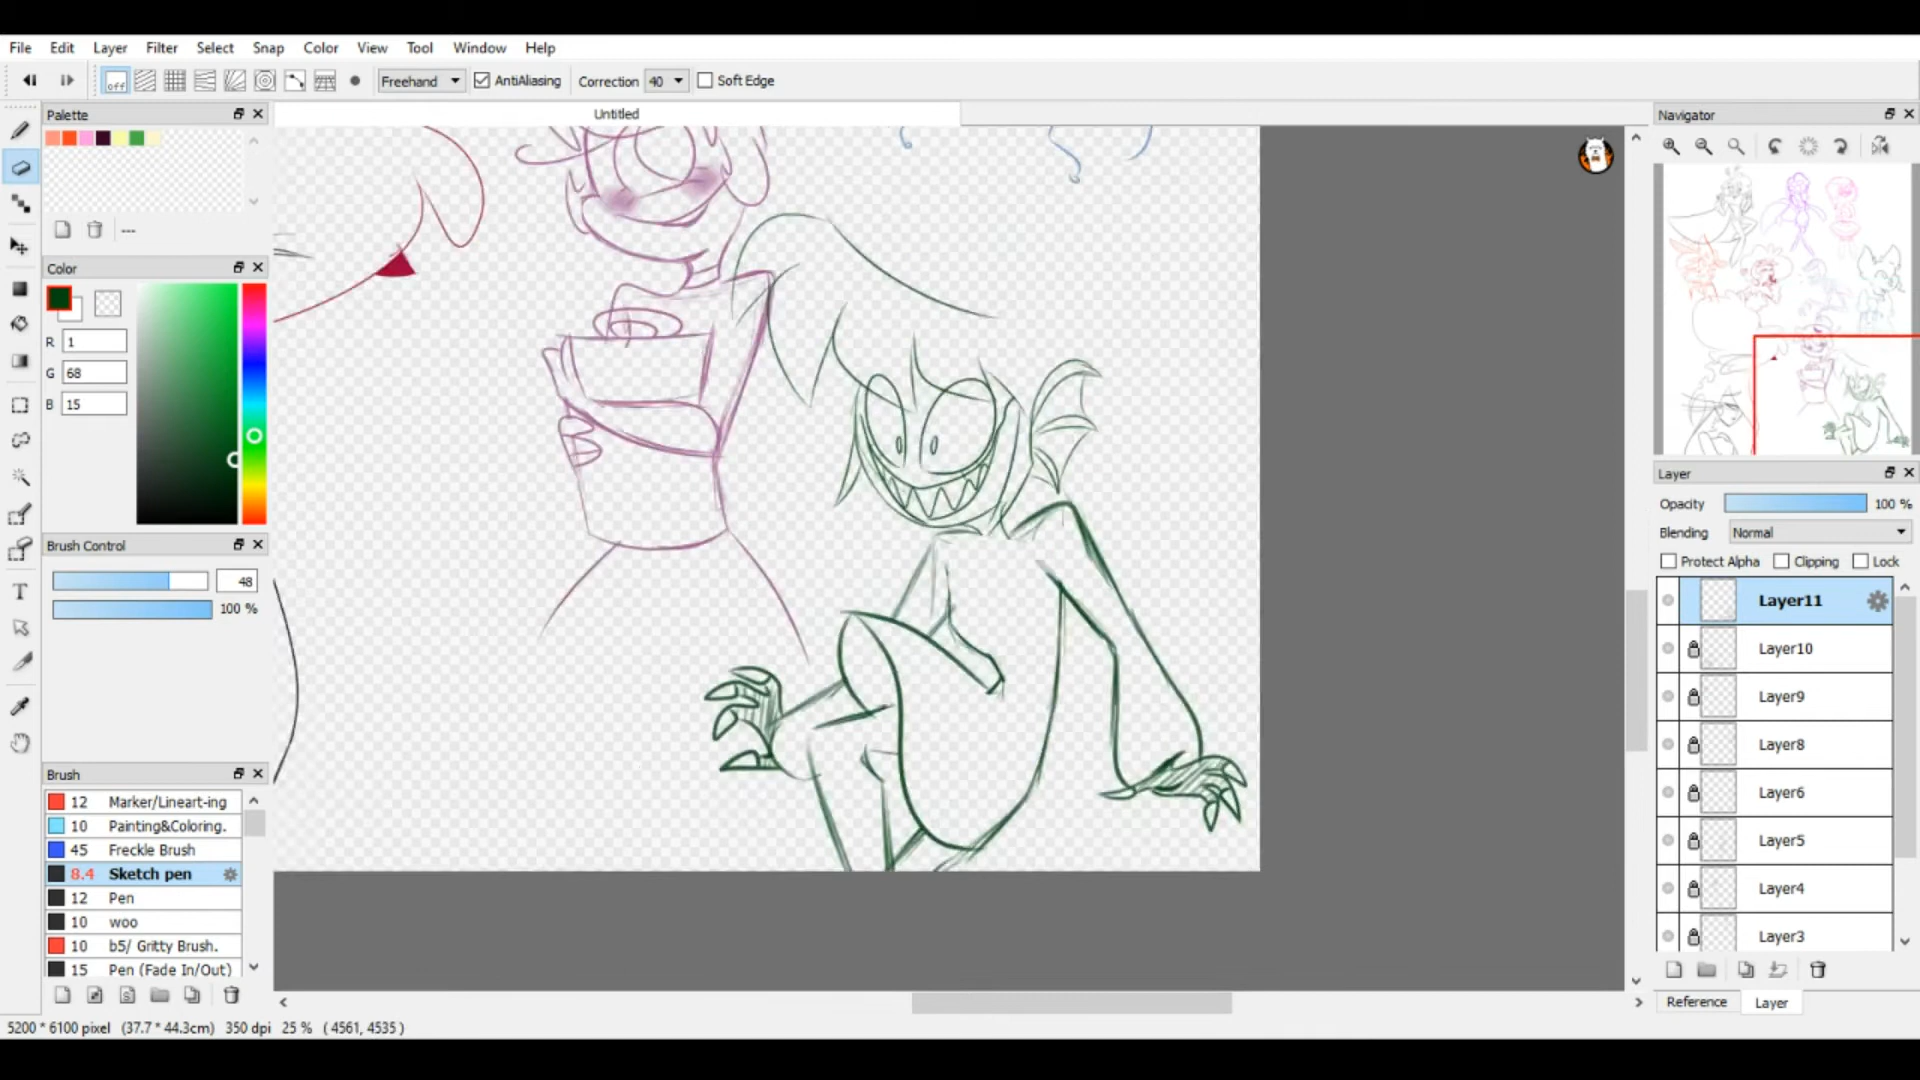 File Edit Layer Filter Select Snap Color View Tool Window Help
off Freehand AntiAliasing Correction 40 Soft Edge
Palette
Untitled
Navigator
---
Color
R 1
G 68
B 15
Brush Control
48
100 %
Layer
Opacity 100 %
Blending Normal
Protect Alpha Clipping Lock
Layer11
Layer10
Layer9
Layer8
Layer6
Layer5
Layer4
Layer3
Brush
12 Marker/Lineart-ing
10 Painting&Coloring.
45 Freckle Brush
8.4 Sketch pen
12 Pen
10 woo
10 b5/ Gritty Brush.
15 Pen (Fade In/Out)
Reference Layer
5200 * 6100 pixel (37.7 * 44.3cm) 350 dpi 25 % ( 4561, 4535 )
T
S